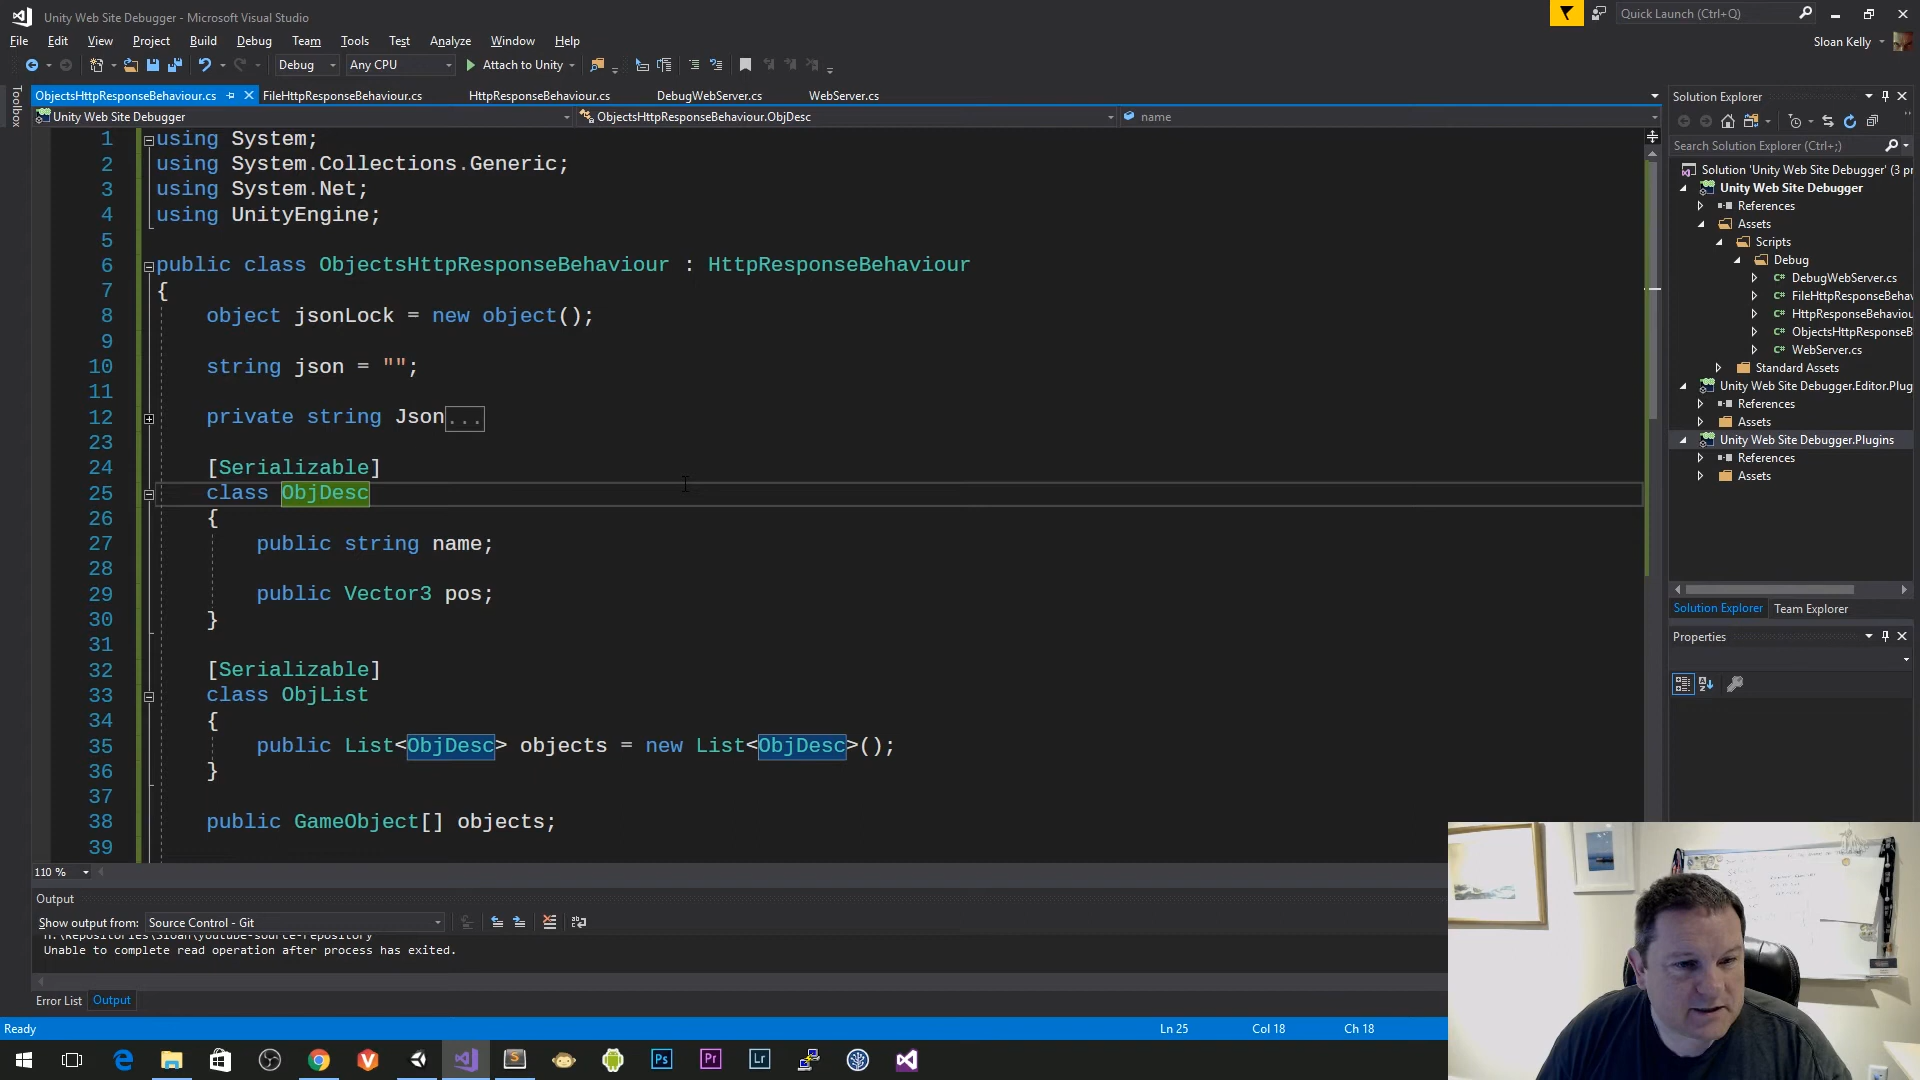 Unity Web Site Debugger - Microsoft Visual Studio
Quick Launch (Ctrl+Q)
File Edit View Project Build Debug Team Tools Test Analyze Window Help
Sloan Kelly
Debug Any CPU Attach to Unity
Toolbox
ObjectsHttpResponseBehaviour.cs FileHttpResponseBehaviour.cs HttpResponseBehaviour.cs DebugWebServer.cs WebServer.cs
Unity Web Site Debugger ObjectsHttpResponseBehaviour.ObjDesc name
1 using System;
2 using System.Collections.Generic;
3 using System.Net;
4 using UnityEngine;
5
6 public class ObjectsHttpResponseBehaviour : HttpResponseBehaviour
7 {
8 object jsonLock = new object();
9
10 string json = "";
11
12 private string Json...
23
24 [Serializable]
25 class ObjDesc
26 {
27 public string name;
28
29 public Vector3 pos;
30 }
31
32 [Serializable]
33 class ObjList
34 {
35 public List<ObjDesc> objects = new List<ObjDesc>();
36 }
37
38 public GameObject[] objects;
39
110 %
Output
Show output from: Source Control - Git
Unable to complete read operation after process has exited.
Error List Output
Ready Ln 25 Col 18 Ch 18
Solution Explorer
Search Solution Explorer (Ctrl+;)
Solution 'Unity Web Site Debugger' (3 pr
Unity Web Site Debugger
References
Assets
Scripts
Debug
C# DebugWebServer.cs
C# FileHttpResponseBehav
C# HttpResponseBehaviou
C# ObjectsHttpResponseB
C# WebServer.cs
Standard Assets
Unity Web Site Debugger.Editor.Plug
References
Assets
Unity Web Site Debugger.Plugins
References
Assets
Solution Explorer Team Explorer
Properties
Ps Pr Lr